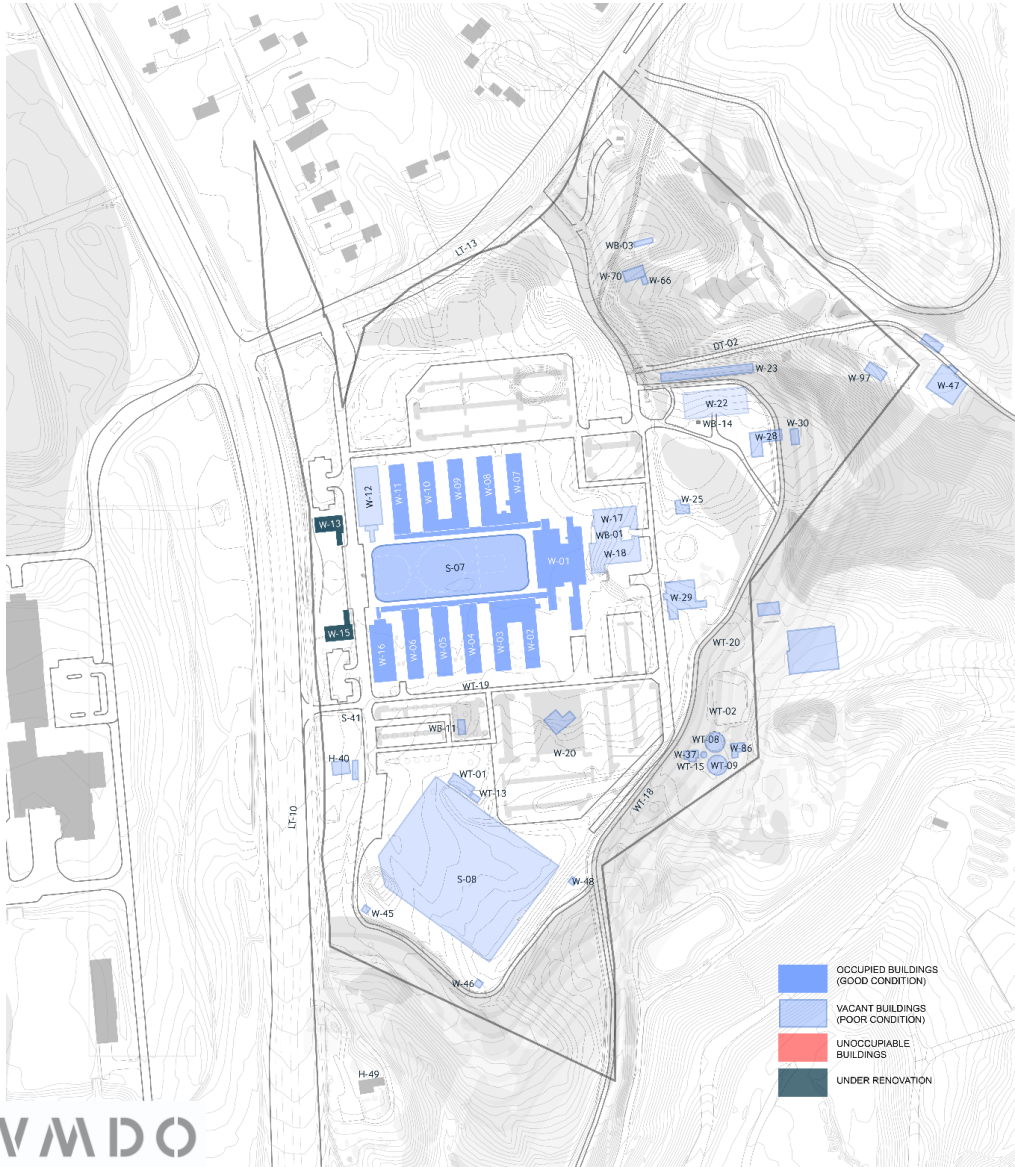 LT-13
WB-03
W-70
W-66
DT-02
W-23
W-97
W-47
W-22
WB-14
W-30
W-28
W-12
W-11
W-10
W-09
W-08
W-07
W-25
W-13
W-17
WB-01
W-18
S-07
W-01
W-29
W-15
W-16
W-06
W-05
W-04
W-03
W-02
WT-20
WT-19
S-41
WB-11
W-20
WT-02
WT-08
W-86
W-37
WT-15
WT-09
H-40
WT-01
WT-13
WT-18
LT-10
S-08
W-48
W-45
W-46
H-49
OCCUPIED BUILDINGS
(GOOD CONDITION)
VACANT BUILDINGS
(POOR CONDITION)
UNOCCUPIABLE
BUILDINGS
UNDER RENOVATION
VMDO